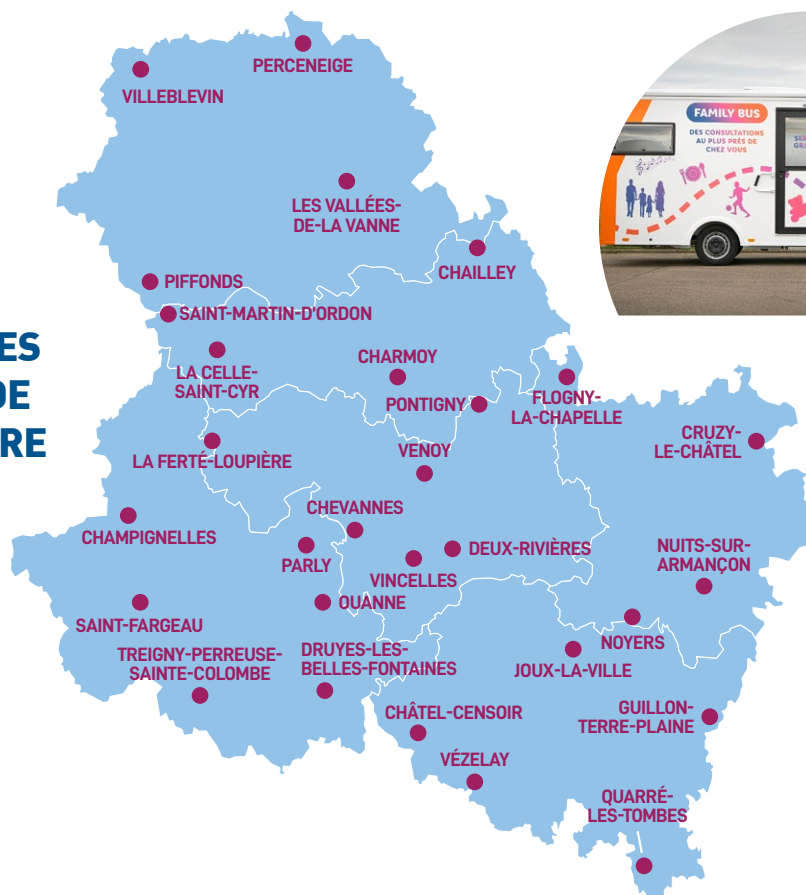 PERCENEIGE
VILLEBLEVIN
FAMILY BUS
DES CONSULTATIONS
AU PLUS PRÈS DE
CHEZ VOUS
LES VALLÉES-
DE-LA VANNE
CHAILLEY
PIFFONDS
SAINT-MARTIN-D'ORDON
ES
DE
RE
LA CELLE-
SAINT-CYR
CHARMOY
PONTIGNY
FLOGNY-
LA-CHAPELLE
CRUZY-
LE-CHÂTEL
LA FERTÉ-LOUPIÈRE
VENOY
CHEVANNES
CHAMPIGNELLES
PARLY
DEUX-RIVIÈRES
VINCELLES
NUITS-SUR-
ARMANÇON
OUANNE
SAINT-FARGEAU
NOYERS
TREIGNY-PERREUSE-
SAINTE-COLOMBE
DRUYES-LES-
BELLES-FONTAINES
JOUX-LA-VILLE
CHÂTEL-CENSOIR
GUILLON-
TERRE-PLAINE
VÉZELAY
QUARRÉ-
LES-TOMBES